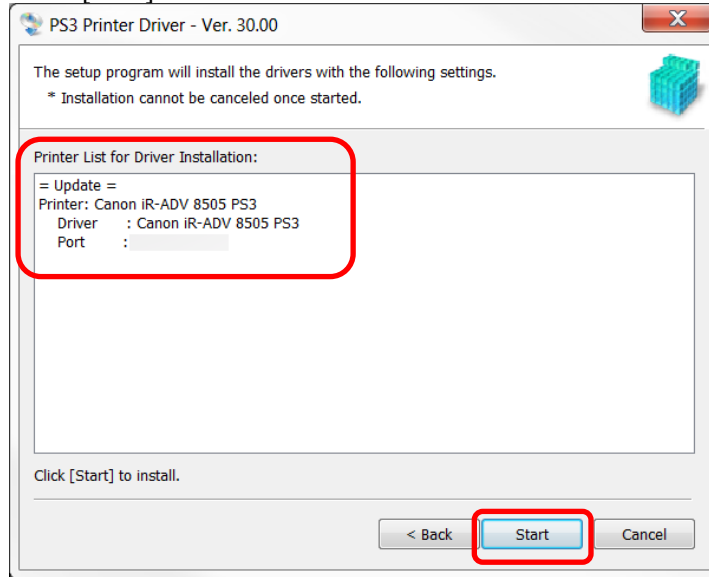 PS3 Printer Driver - Ver. 30.00
The setup program will install the drivers with the following settings.
* Installation cannot be canceled once started.
Printer List for Driver Installation:
= Update =
Printer: Canon iR-ADV 8505 PS3
Driver : Canon iR-ADV 8505 PS3
Port :
Click [Start] to install.
< Back Start Cancel